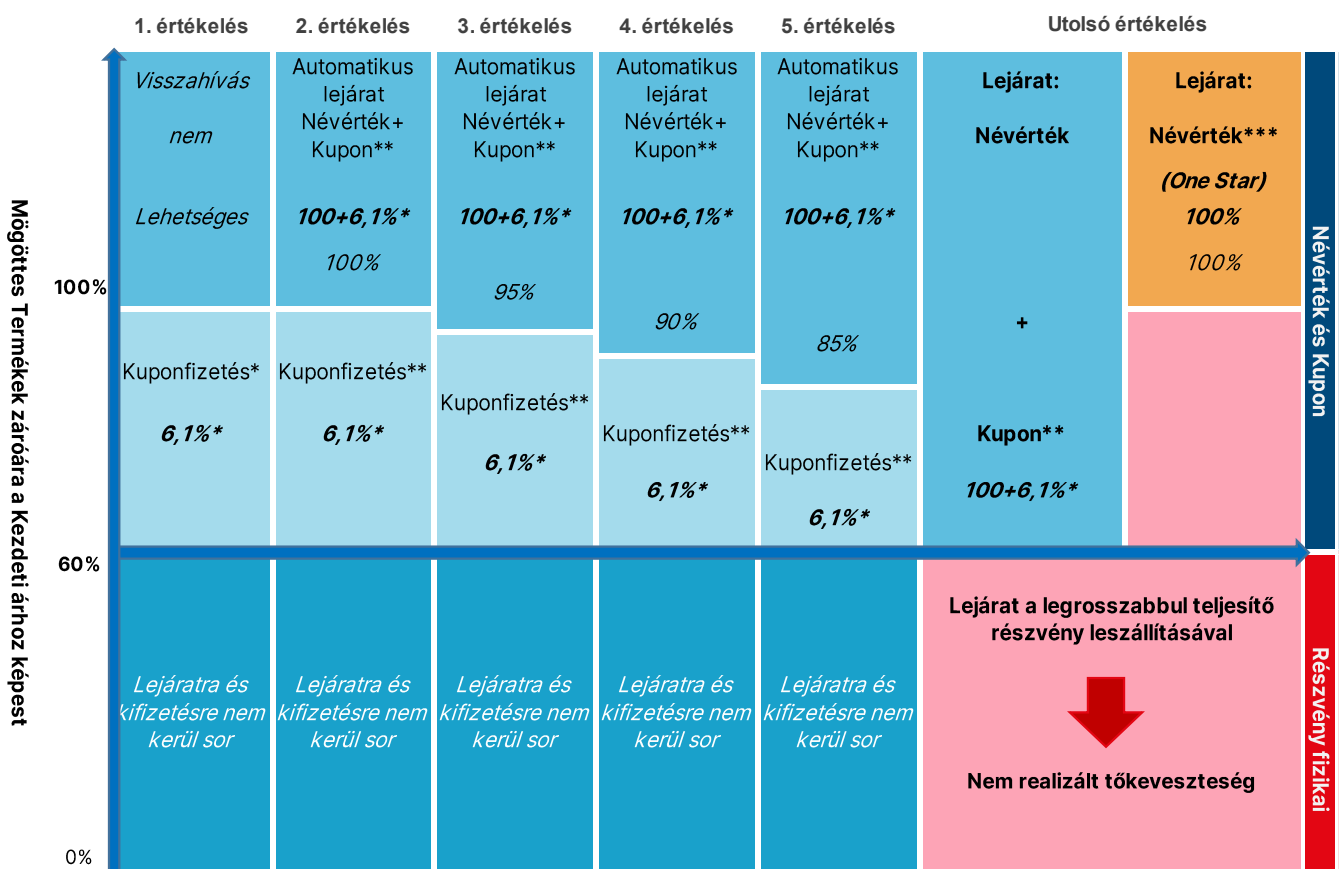 1. értékelés
2. értékelés
3. értékelés
4. értékelés
5. értékelés
Utolsó értékelés
Mögöttes Termékek záróára a Kezdeti árhoz képest
100%
60%
0%
Visszahívás
nem
Lehetséges
Kuponfizetés*
6,1%*
Lejáratra és
kifizetésre nem
kerül sor
Automatikus
lejárat
Névérték+
Kupon**
100+6,1%*
100%
Kuponfizetés**
6,1%*
Lejáratra és
kifizetésre nem
kerül sor
Automatikus
lejárat
Névérték+
Kupon**
100+6,1%*
95%
Kuponfizetés**
6,1%*
Lejáratra és
kifizetésre nem
kerül sor
Automatikus
lejárat
Névérték+
Kupon**
100+6,1%*
90%
Kuponfizetés**
6,1%*
Lejáratra és
kifizetésre nem
kerül sor
Automatikus
lejárat
Névérték+
Kupon**
100+6,1%*
85%
Kuponfizetés**
6,1%*
Lejáratra és
kifizetésre nem
kerül sor
Lejárat:
Névérték
+
Kupon**
100+6,1%*
Lejárat:
Névérték***
(One Star)
100%
100%
Lejárat a legrosszabbul teljesítő
részvény leszállításával
Nem realizált tőkeveszteség
Névérték és Kupon
Részvény fizikai